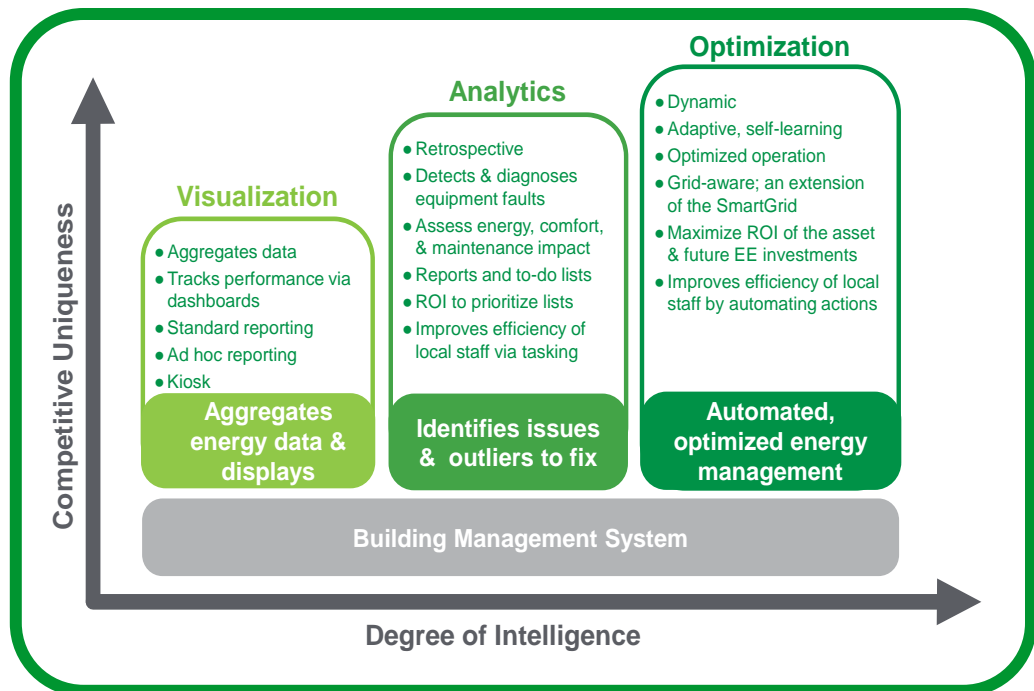 Competitive Uniqueness
Visualization
• Aggregates data
• Tracks performance via
dashboards
• Standard reporting
• Ad hoc reporting
• Kiosk
Aggregates
energy data &
displays
Analytics
• Retrospective
• Detects & diagnoses
equipment faults
• Assess energy, comfort,
& maintenance impact
• Reports and to-do lists
• ROI to prioritize lists
• Improves efficiency of
local staff via tasking
Identifies issues
& outliers to fix
Optimization
• Dynamic
• Adaptive, self-learning
• Optimized operation
• Grid-aware; an extension
of the SmartGrid
• Maximize ROI of the asset
& future EE investments
• Improves efficiency of local
staff by automating actions
Automated,
optimized energy
management
Building Management System
Degree of Intelligence